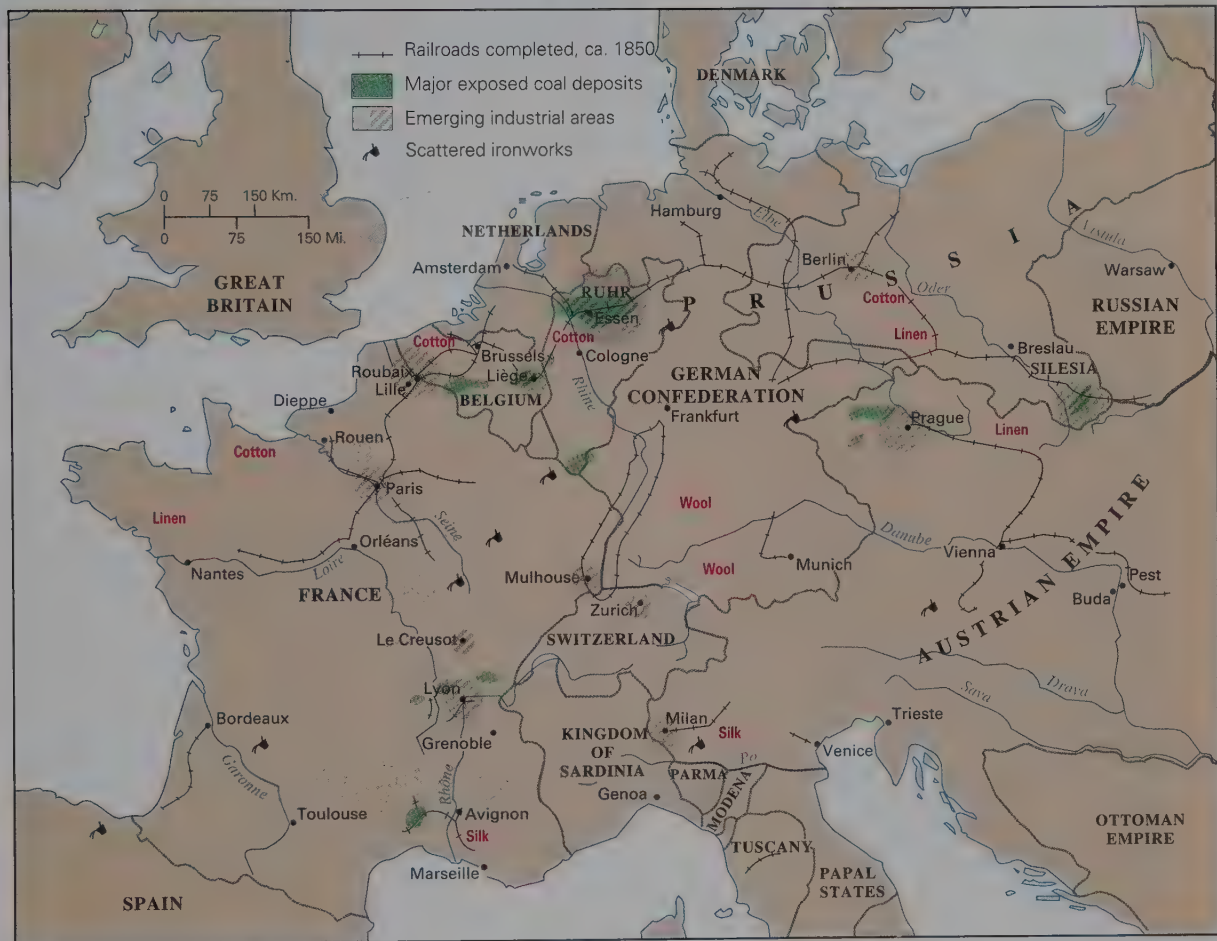 Railroads completed, ca. 1850
Major exposed coal deposits
Emerging industrial areas
Scattered ironworks
0 75 150 Km.
0 75 150 Mi.
DENMARK
Hamburg
Elbe
NETHERLANDS
Amsterdam
GREAT
BRITAIN
Berlin
PRUSSIA
Vistula
Warsaw
RUSSIAN
EMPIRE
RUHR
Essen
Cotton
Oder
Cotton
Linen
Cotton
Brussels
Cologne
Breslau
SILESIA
Roubaix
Lille
Liège
BELGIUM
Rhine
GERMAN
CONFEDERATION
Frankfurt
Prague
Linen
Dieppe
Rouen
Cotton
Paris
Linen
Seine
Wool
Orléans
Nantes
Loire
FRANCE
Mulhouse
Wool
Munich
Danube
Vienna
Pest
Buda
AUSTRIAN EMPIRE
Zurich
SWITZERLAND
Le Creusot
Lyon
Drava
Sava
Bordeaux
Garonne
Grenoble
KINGDOM
OF
SARDINIA
Milan
Silk
Trieste
Venice
Po
PARMA
MODENA
Genoa
Rhône
Toulouse
Avignon
Silk
Marseille
TUSCANY
PAPAL
STATES
OTTOMAN
EMPIRE
SPAIN